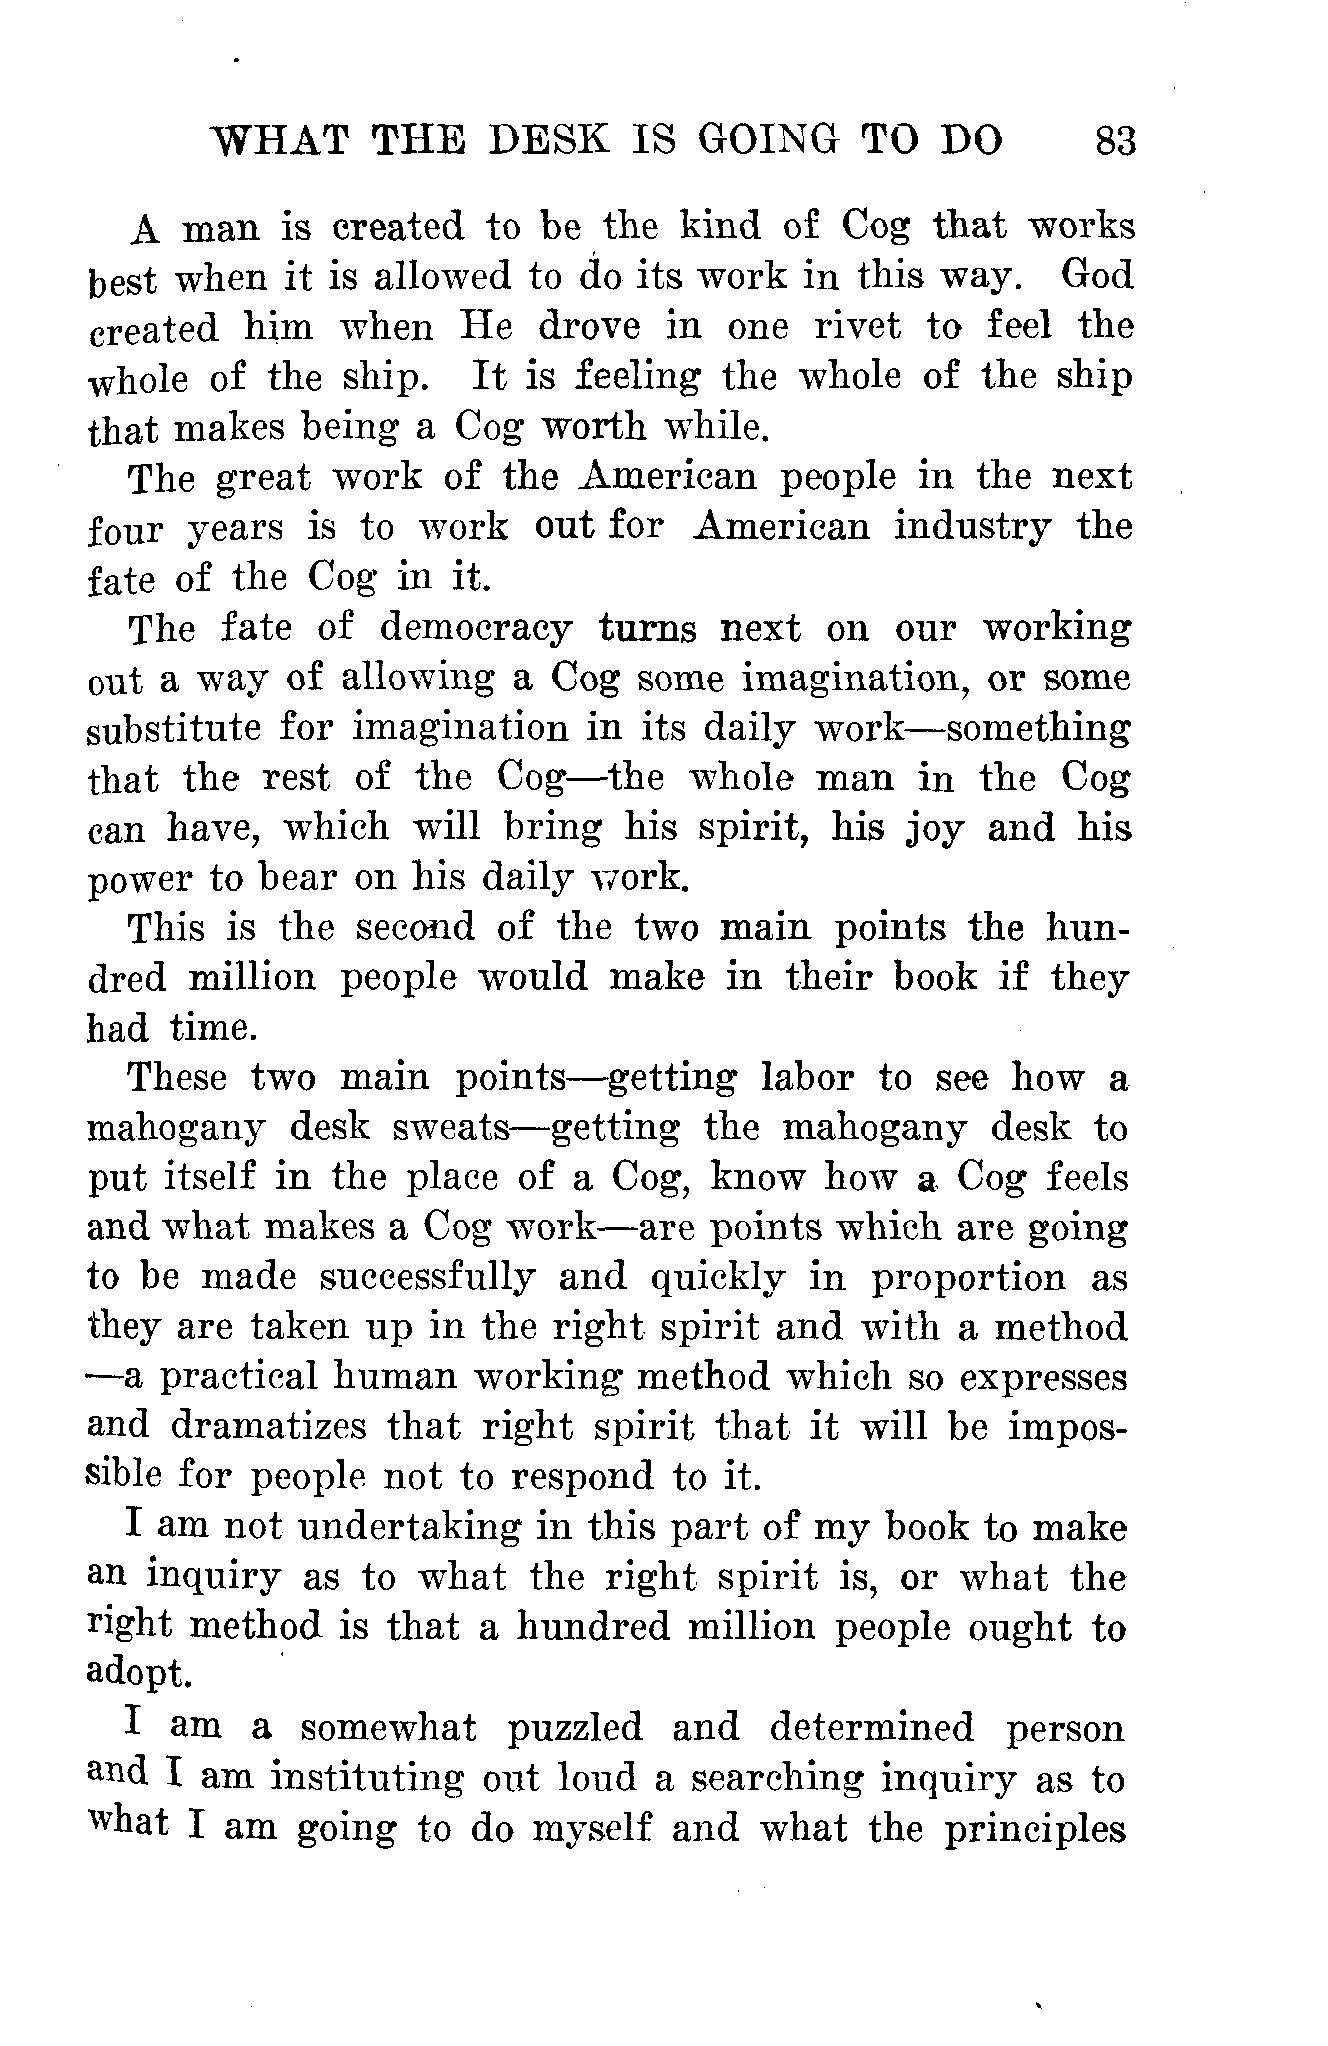 WHAT THE DESK IS GOING TO DO 83
A man is created to be the kind of Cog that works
best when it is allowed to do its work in this way. God
created him when He drove in one rivet to feel the
whole of the ship. It is feeling the whole of the ship
that makes being a Cog worth while.
The great work of the American people in the next
four years is to work out for American industry the
fate of the Cog in it.
The fate of democracy turns next on our working
out a way of allowing a Cog some imagination, or some
substitute for imagination in its daily work—something
that the rest of the Cog—the whole man in the Cog
can have, which will bring his spirit, his joy and his
power to bear on his daily work.
This is the second of the two main points the hun-
dred million people would make in their book if they
had time.
These two main points—getting labor to see how a
mahogany desk sweats—getting the mahogany desk to
put itself in the place of a Cog, know how a Cog feels
and what makes a Cog work—are points which are going
to be made successfully and quickly in proportion as
they are taken up in the right spirit and with a method
—a practical human working method which so expresses
and dramatizes that right spirit that it will be impos-
sible for people not to respond to it.
I am not undertaking in this part of my book to make
an inquiry as to what the right spirit is, or what the
right method is that a hundred million people ought to
adopt.
I am a somewhat puzzled and determined person
and I am instituting out loud a searching inquiry as to
what I am going to do myself and what the principles